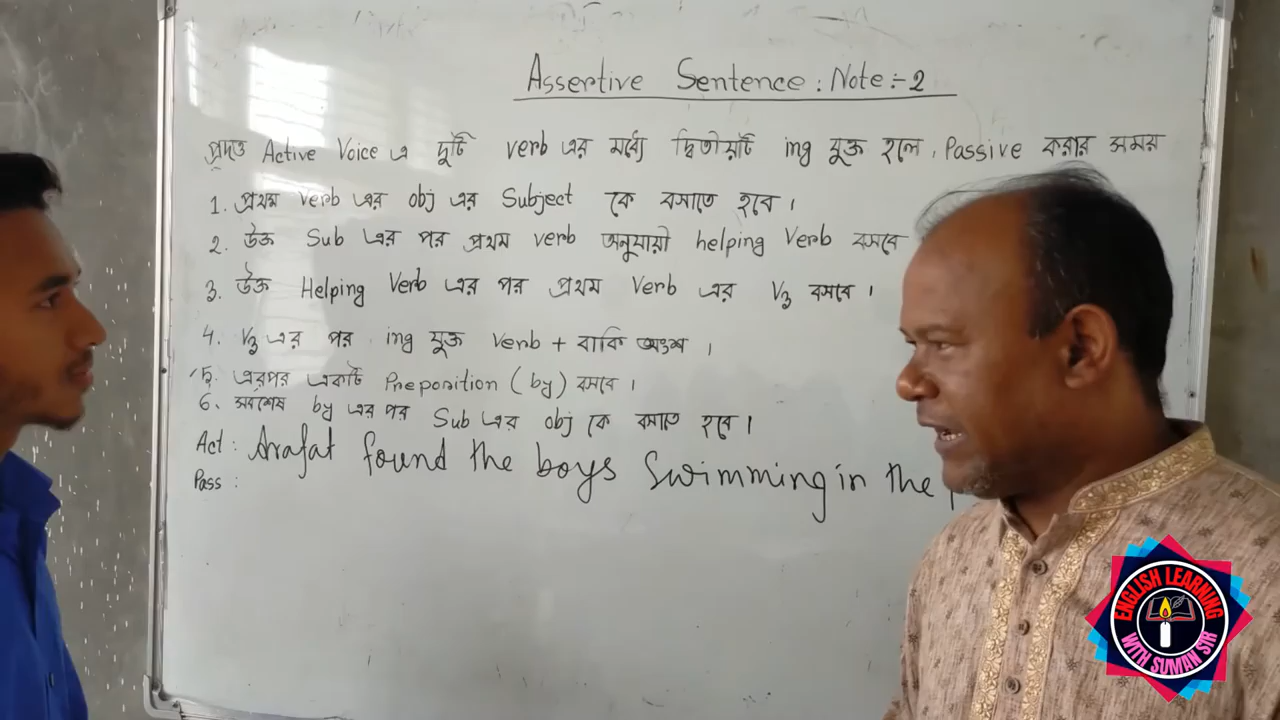 Assertive Sentence : Note :- 2
প্রদত্ত Active Voice এ দুটি verb এর মধ্যে দ্বিতীয়টি ing যুক্ত হলে, Passive করার সময়
1. প্রথম verb এর obj এর Subject কে বসাতে হবে।
2. উক্ত Sub এর পর প্রথম verb অনুযায়ী helping Verb বসবে
3. উক্ত Helping Verb এর পর প্রথম Verb এর V3 বসবে।
4. V3 এর পর ing যুক্ত verb + বাকি অংশ।
5. এরপর একটি Preposition (by) বসবে।
6. সর্বশেষ by এর পর Sub এর obj কে বসাতে হবে।
Act : Arafat found the boys swimming in the
Pass :
ENGLISH LEARNING
WITH SUMAN SIR